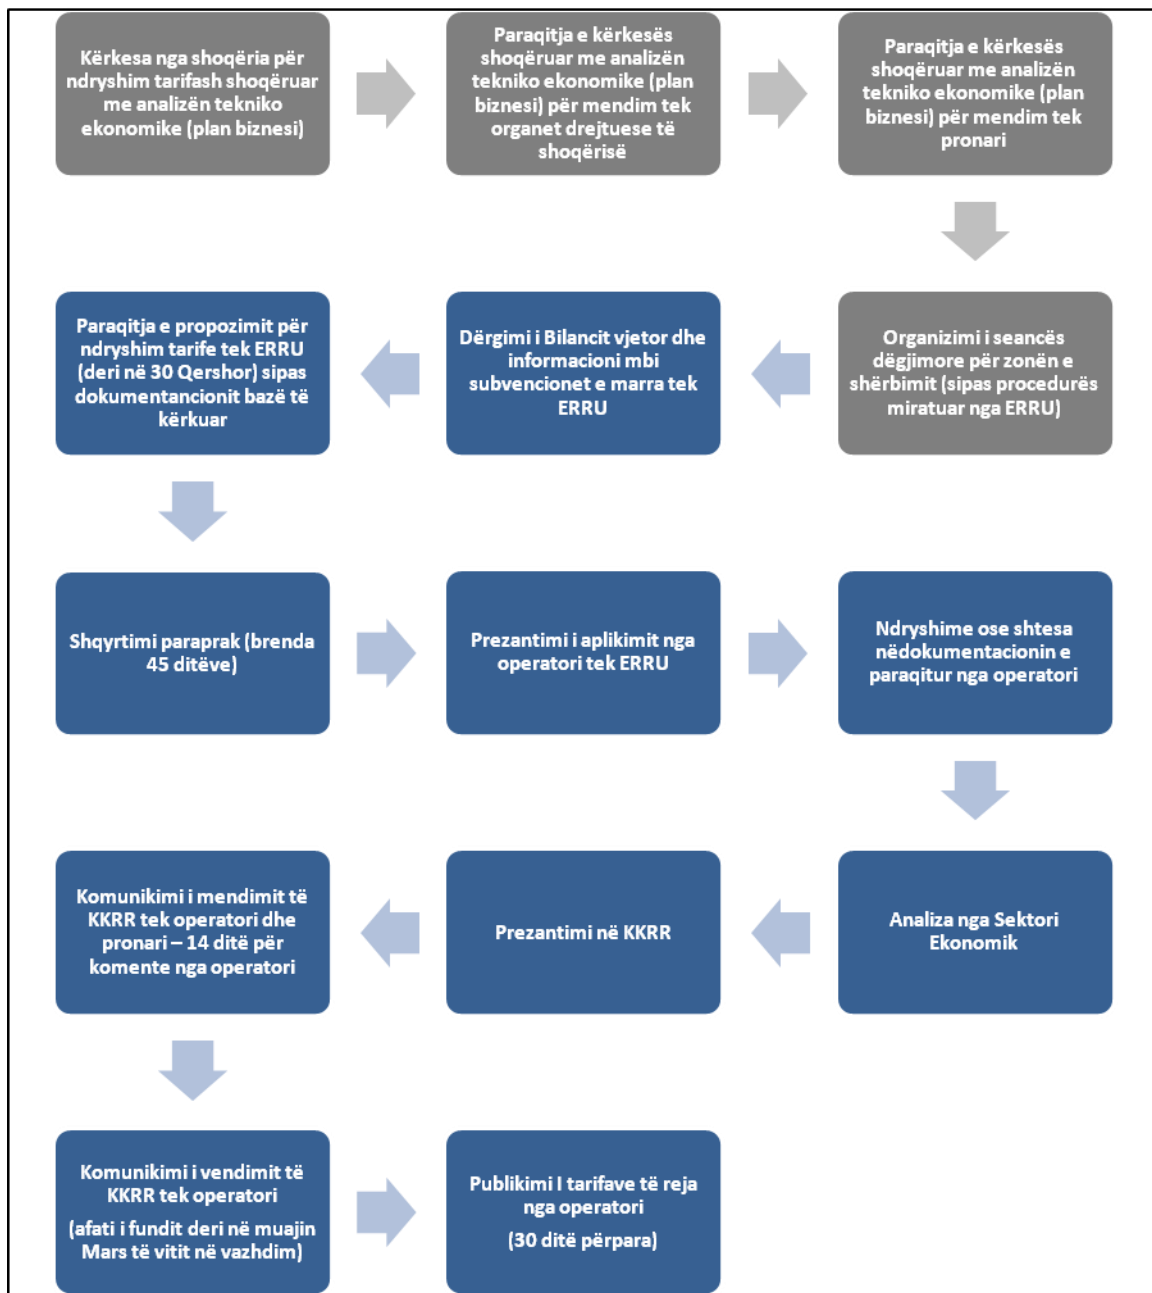 Kërkesa nga shoqëria për
ndryshim tarifash shoqëruar
me analizën tekniko
ekonomike (plan biznesi)
Paraqitja e kërkesës
shoqëruar me analizën
tekniko ekonomike (plan
biznesi) për mendim tek
organet drejtuese të
shoqërisë
Paraqitja e kërkesës
shoqëruar me analizën
tekniko ekonomike (plan
biznesi) për mendim tek
pronari
Organizimi i seancës
dëgjimore për zonën e
shërbimit (sipas procedurës
miratuar nga ERRU)
Dërgimi i Bilancit vjetor dhe
informacioni mbi
subvencionet e marra tek
ERRU
Paraqitja e propozimit për
ndryshim tarife tek ERRU
(deri në 30 Qershor) sipas
dokumentancionit bazë të
kërkuar
Shqyrtimi paraprak (brenda
45 ditëve)
Prezantimi i aplikimit nga
operatori tek ERRU
Ndryshime ose shtesa
nëdokumentacionin e
paraqitur nga operatori
Analiza nga Sektori
Ekonomik
Prezantimi në KKRR
Komunikimi i mendimit të
KKRR tek operatori dhe
pronari – 14 ditë për
komente nga operatori
Komunikimi i vendimit të
KKRR tek operatori
(afati i fundit deri në muajin
Mars të vitit në vazhdim)
Publikimi I tarifave të reja
nga operatori
(30 ditë përpara)